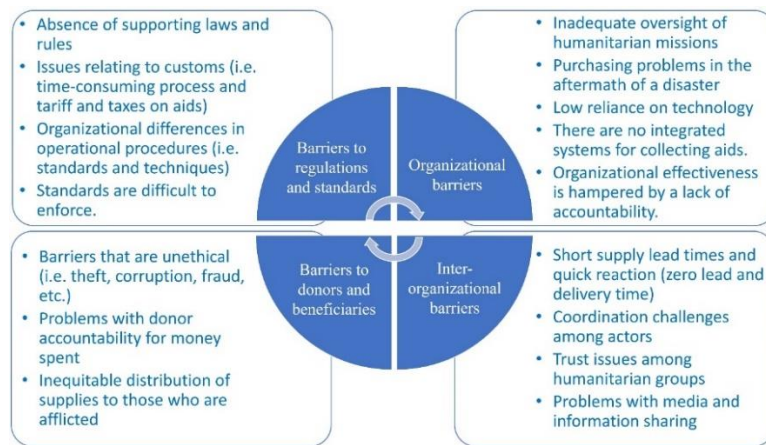 • Absence of supporting laws and
rules
• Issues relating to customs (i.e.
time-consuming process and
tariff and taxes on aids)
• Organizational differences in
operational procedures (i.e.
standards and techniques)
• Standards are difficult to
enforce.
• Inadequate oversight of
humanitarian missions
• Purchasing problems in the
aftermath of a disaster
• Low reliance on technology
• There are no integrated
systems for collecting aids.
• Organizational effectiveness
is hampered by a lack of
accountability.
Barriers to
regulations
and standards
Organizational
barriers
Barriers to
donors and
beneficiaries
Inter-
organizational
barriers
• Barriers that are unethical
(i.e. theft, corruption, fraud,
etc.)
• Problems with donor
accountability for money
spent
• Inequitable distribution of
supplies to those who are
afflicted
• Short supply lead times and
quick reaction (zero lead and
delivery time)
• Coordination challenges
among actors
• Trust issues among
humanitarian groups
• Problems with media and
information sharing